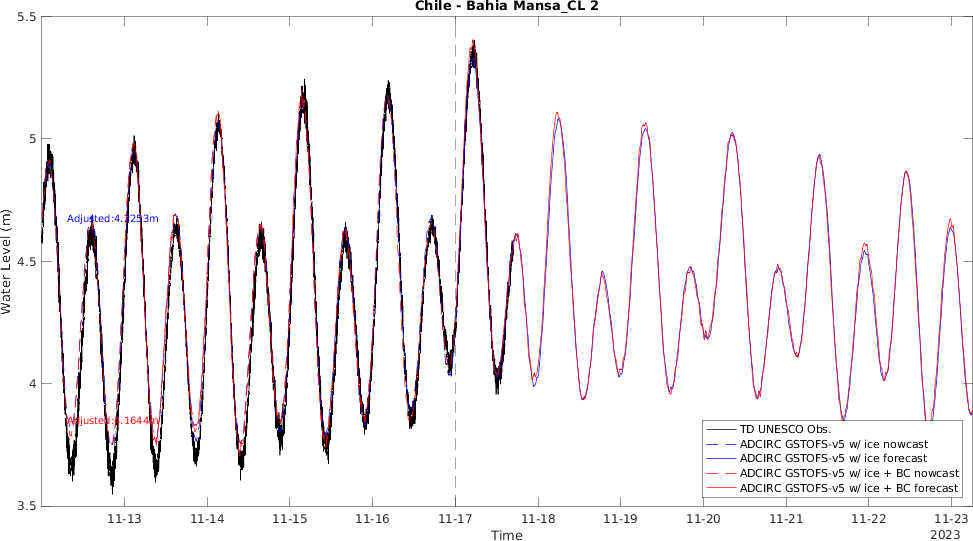 Chile - Bahia Mansa_CL 2
5.5
5
4.5
4
3.5
Water Level (m)
Adjusted:4.2253m
TD UNESCO Obs.
ADCIRC GSTOFS-v5 w/ ice nowcast
ADCIRC GSTOFS-v5 w/ ice forecast
ADCIRC GSTOFS-v5 w/ ice + BC nowcast
ADCIRC GSTOFS-v5 w/ ice + BC forecast
11-13
11-14
11-15
11-16
11-17
11-18
11-19
11-20
11-21
11-22
11-23
Time
2023